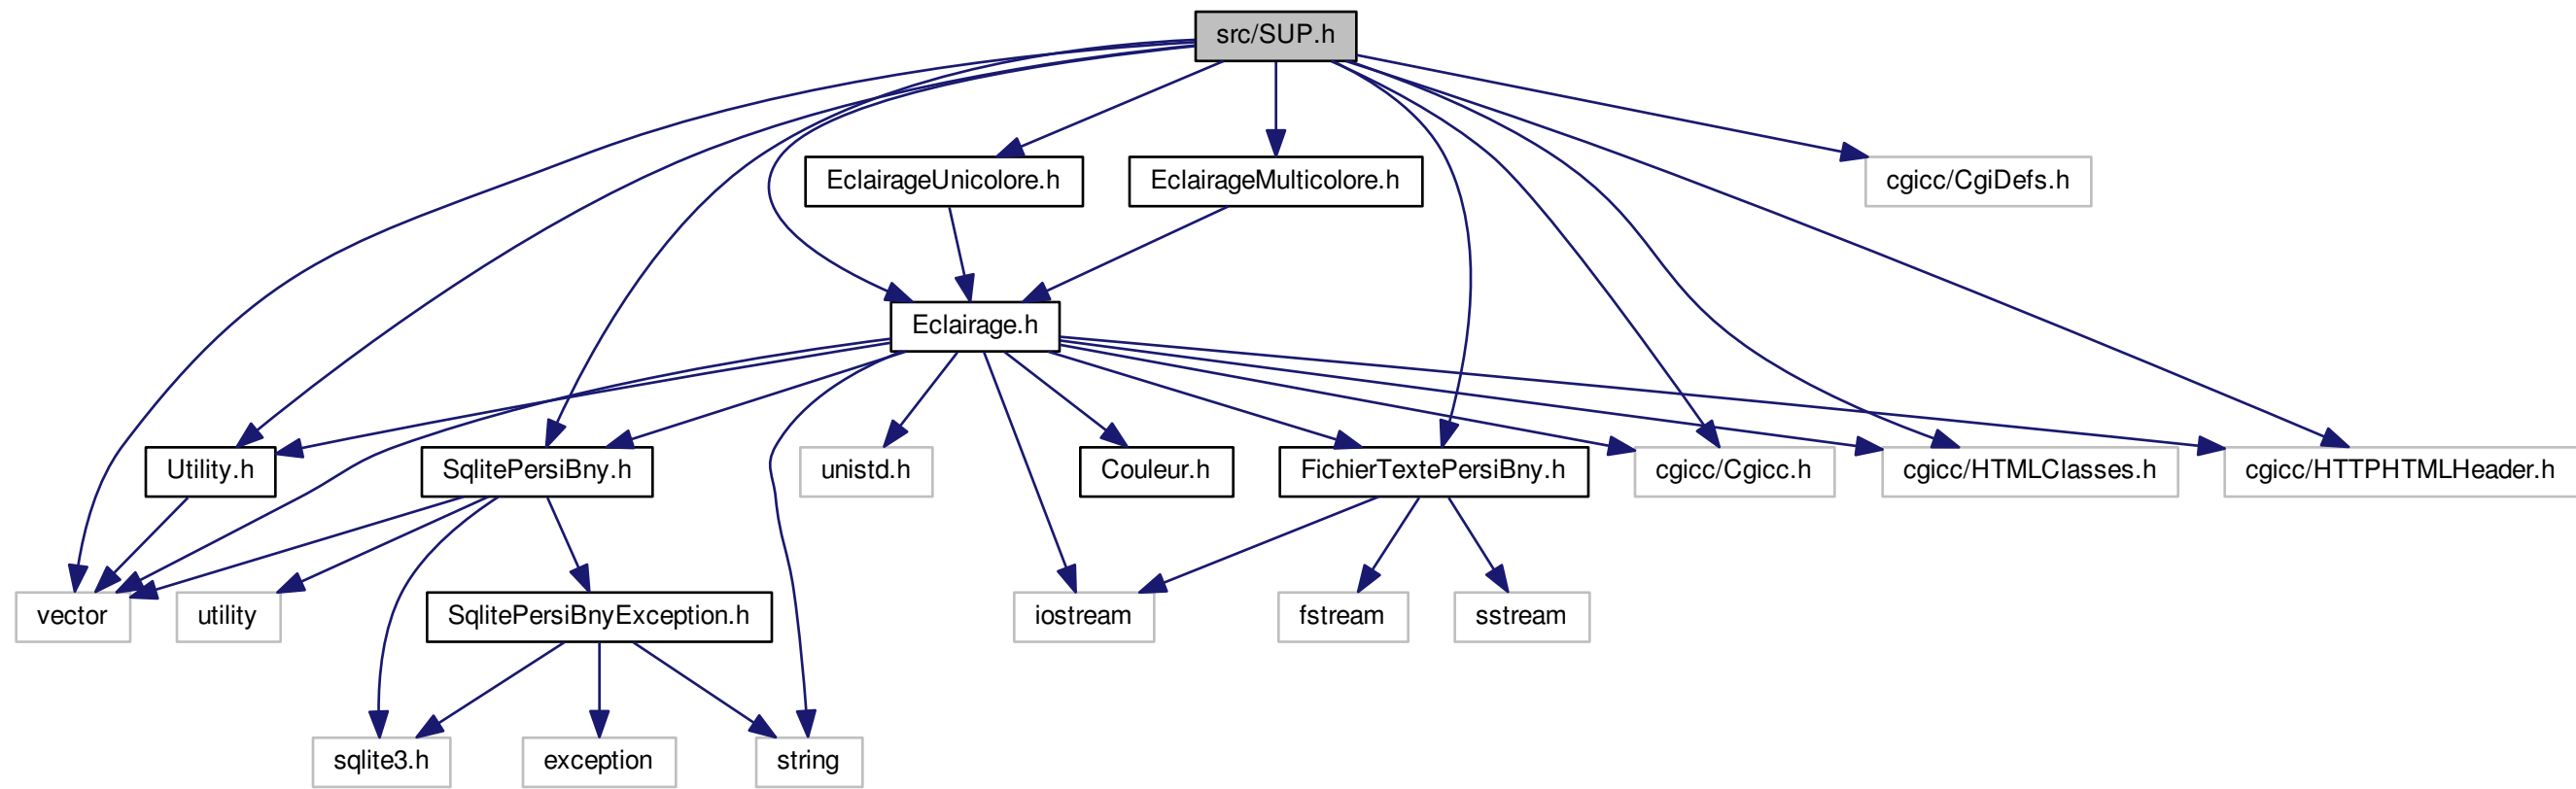 src/SUP.h
EclairageUnicolore.h
EclairageMulticolore.h
cgicc/CgiDefs.h
Eclairage.h
Utility.h
SqlitePersiBny.h
unistd.h
Couleur.h
FichierTextePersiBny.h
cgicc/Cgicc.h
cgicc/HTMLClasses.h
cgicc/HTTPHTMLHeader.h
vector
utility
SqlitePersiBnyException.h
iostream
fstream
sstream
sqlite3.h
exception
string